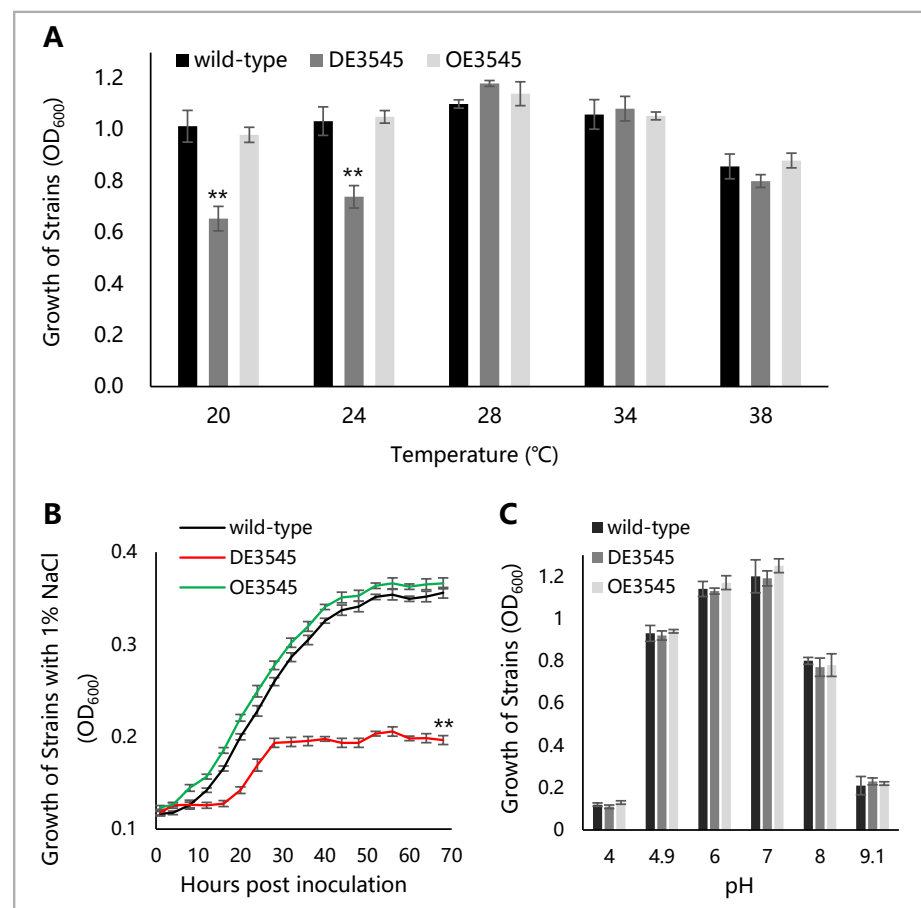 A
wild-type DE3545 OE3545
Growth of Strains (OD600)
1.2
1.0
0.8
0.6
0.4
0.2
0.0
**
**
20 24 28 34 38
Temperature (℃)
B
wild-type
DE3545
OE3545
Growth of Strains with 1% NaCl
(OD600)
0.4
0.3
0.2
0.1
**
0 10 20 30 40 50 60 70
Hours post inoculation
C
wild-type
DE3545
OE3545
Growth of Strains (OD600)
1.2
1
0.8
0.6
0.4
0.2
0
4 4.9 6 7 8 9.1
pH